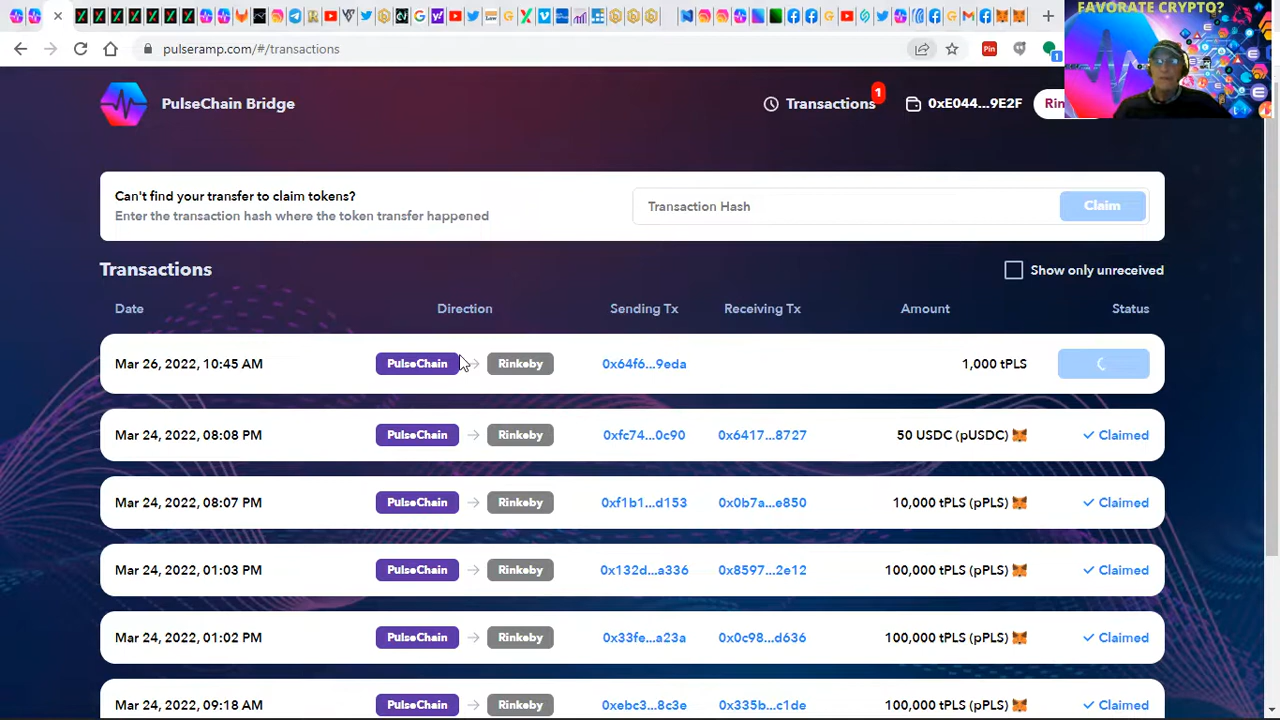 FAVORATE CRYPTO?
pulseramp.com/#/transactions
Pin
1
PulseChain Bridge
Transactions
1
0xE044...9E2F
Rin
Can't find your transfer to claim tokens?
Enter the transaction hash where the token transfer happened
Transaction Hash
Claim
Transactions
Show only unreceived
Date Direction Sending Tx Receiving Tx Amount Status
Mar 26, 2022, 10:45 AM PulseChain → Rinkeby 0x64f6...9eda 1,000 tPLS
Mar 24, 2022, 08:08 PM PulseChain → Rinkeby 0xfc74...0c90 0x6417...8727 50 USDC (pUSDC) ✓ Claimed
Mar 24, 2022, 08:07 PM PulseChain → Rinkeby 0xf1b1...d153 0x0b7a...e850 10,000 tPLS (pPLS) ✓ Claimed
Mar 24, 2022, 01:03 PM PulseChain → Rinkeby 0x132d...a336 0x8597...2e12 100,000 tPLS (pPLS) ✓ Claimed
Mar 24, 2022, 01:02 PM PulseChain → Rinkeby 0x33fe...a23a 0x0c98...d636 100,000 tPLS (pPLS) ✓ Claimed
Mar 24, 2022, 09:18 AM PulseChain → Rinkeby 0xebc3...8c3e 0x335b...c1de 100,000 tPLS (pPLS) ✓ Claimed